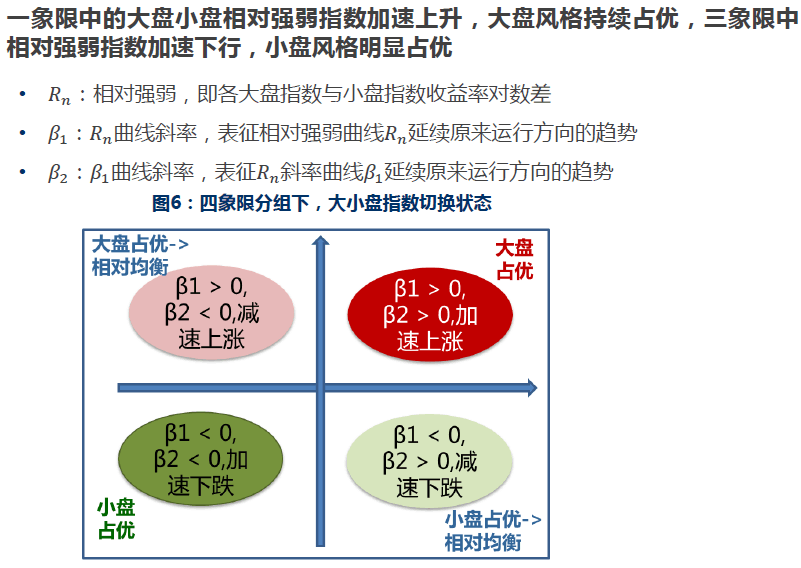 一象限中的大盘小盘相对强弱指数加速上升，大盘风格持续占优，三象限中
相对强弱指数加速下行，小盘风格明显占优
• Rₙ：相对强弱，即各大盘指数与小盘指数收益率对数差
• β₁：Rₙ曲线斜率，表征相对强弱曲线Rₙ延续原来运行方向的趋势
• β₂：β₁曲线斜率，表征Rₙ斜率曲线β₁延续原来运行方向的趋势
图6：四象限分组下，大小盘指数切换状态
大盘占优->
相对均衡
β1 > 0,
β2 < 0,减
速上涨
大盘
占优
β1 > 0,
β2 > 0,加
速上涨
β1 < 0,
β2 < 0,加
速下跌
小盘
占优
β1 < 0,
β2 > 0,减
速下跌
小盘占优->
相对均衡